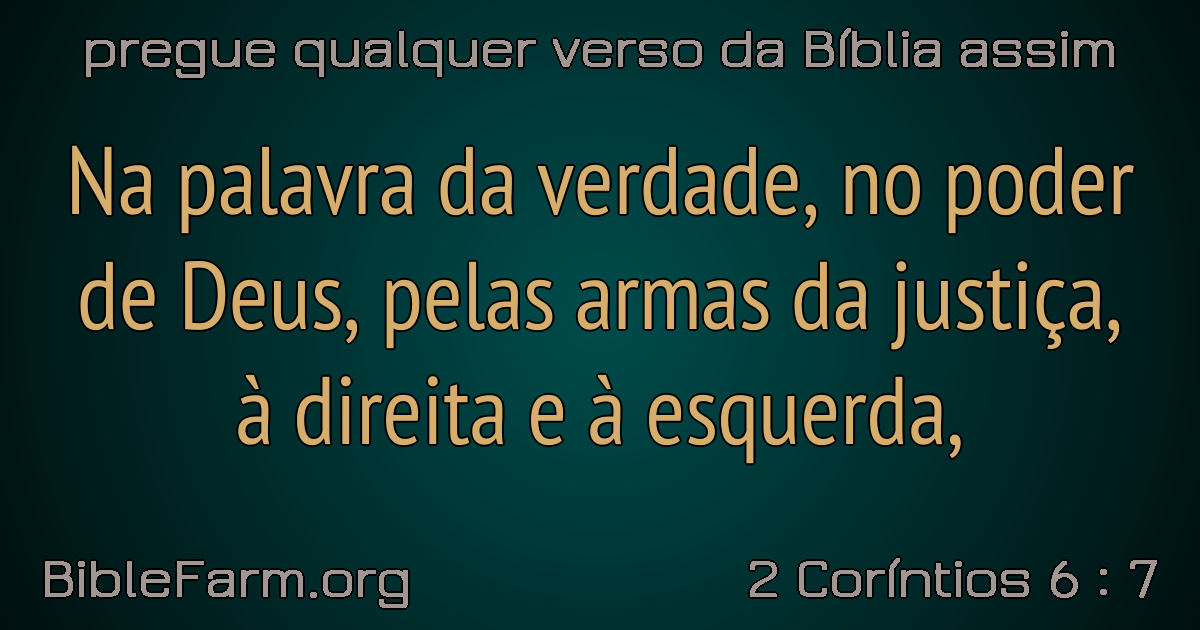 pregue qualquer verso da Bíblia assim
Na palavra da verdade, no poder
de Deus, pelas armas da justiça,
à direita e à esquerda,
BibleFarm.org
2 Coríntios 6 : 7